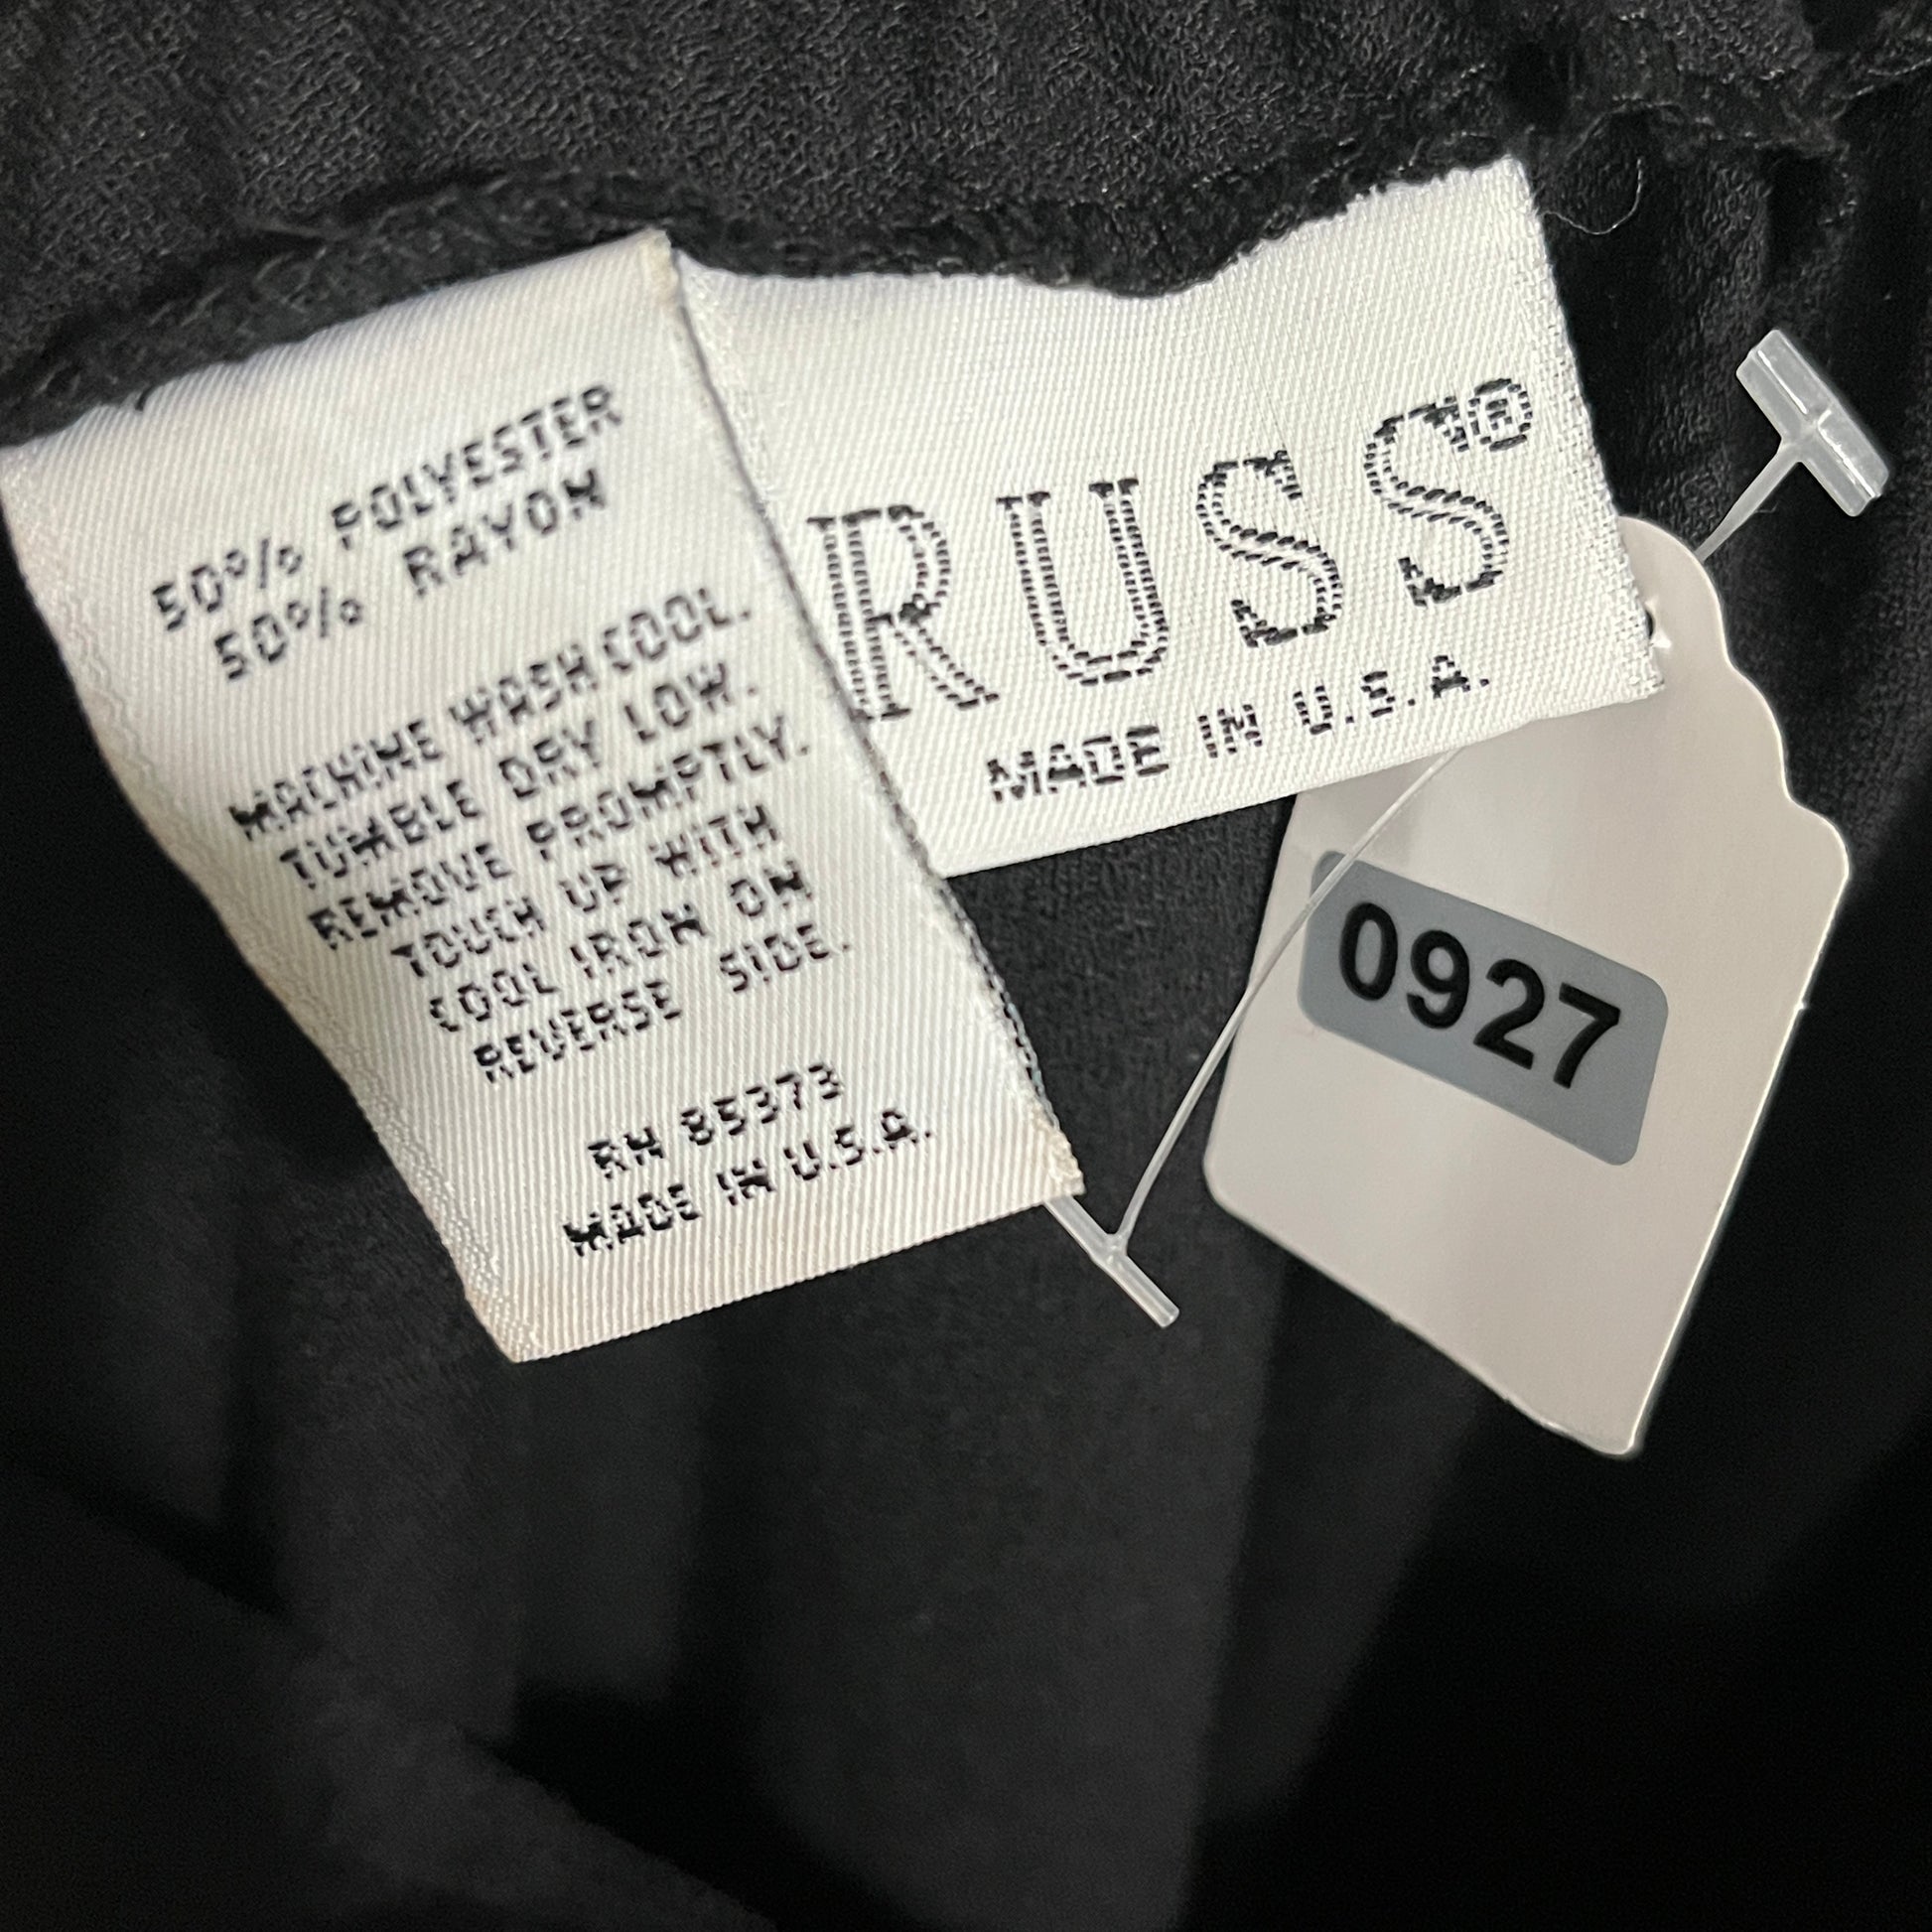 50% POLYESTER
50% RAYON
MACHINE WASH COOL.
TUMBLE DRY LOW.
REMOVE PROMPTLY.
TOUCH UP WITH
COOL IRON ON
REVERSE SIDE.
RN 85373
MADE IN U.S.A.
RUSS®
MADE IN U.S.A.
0927